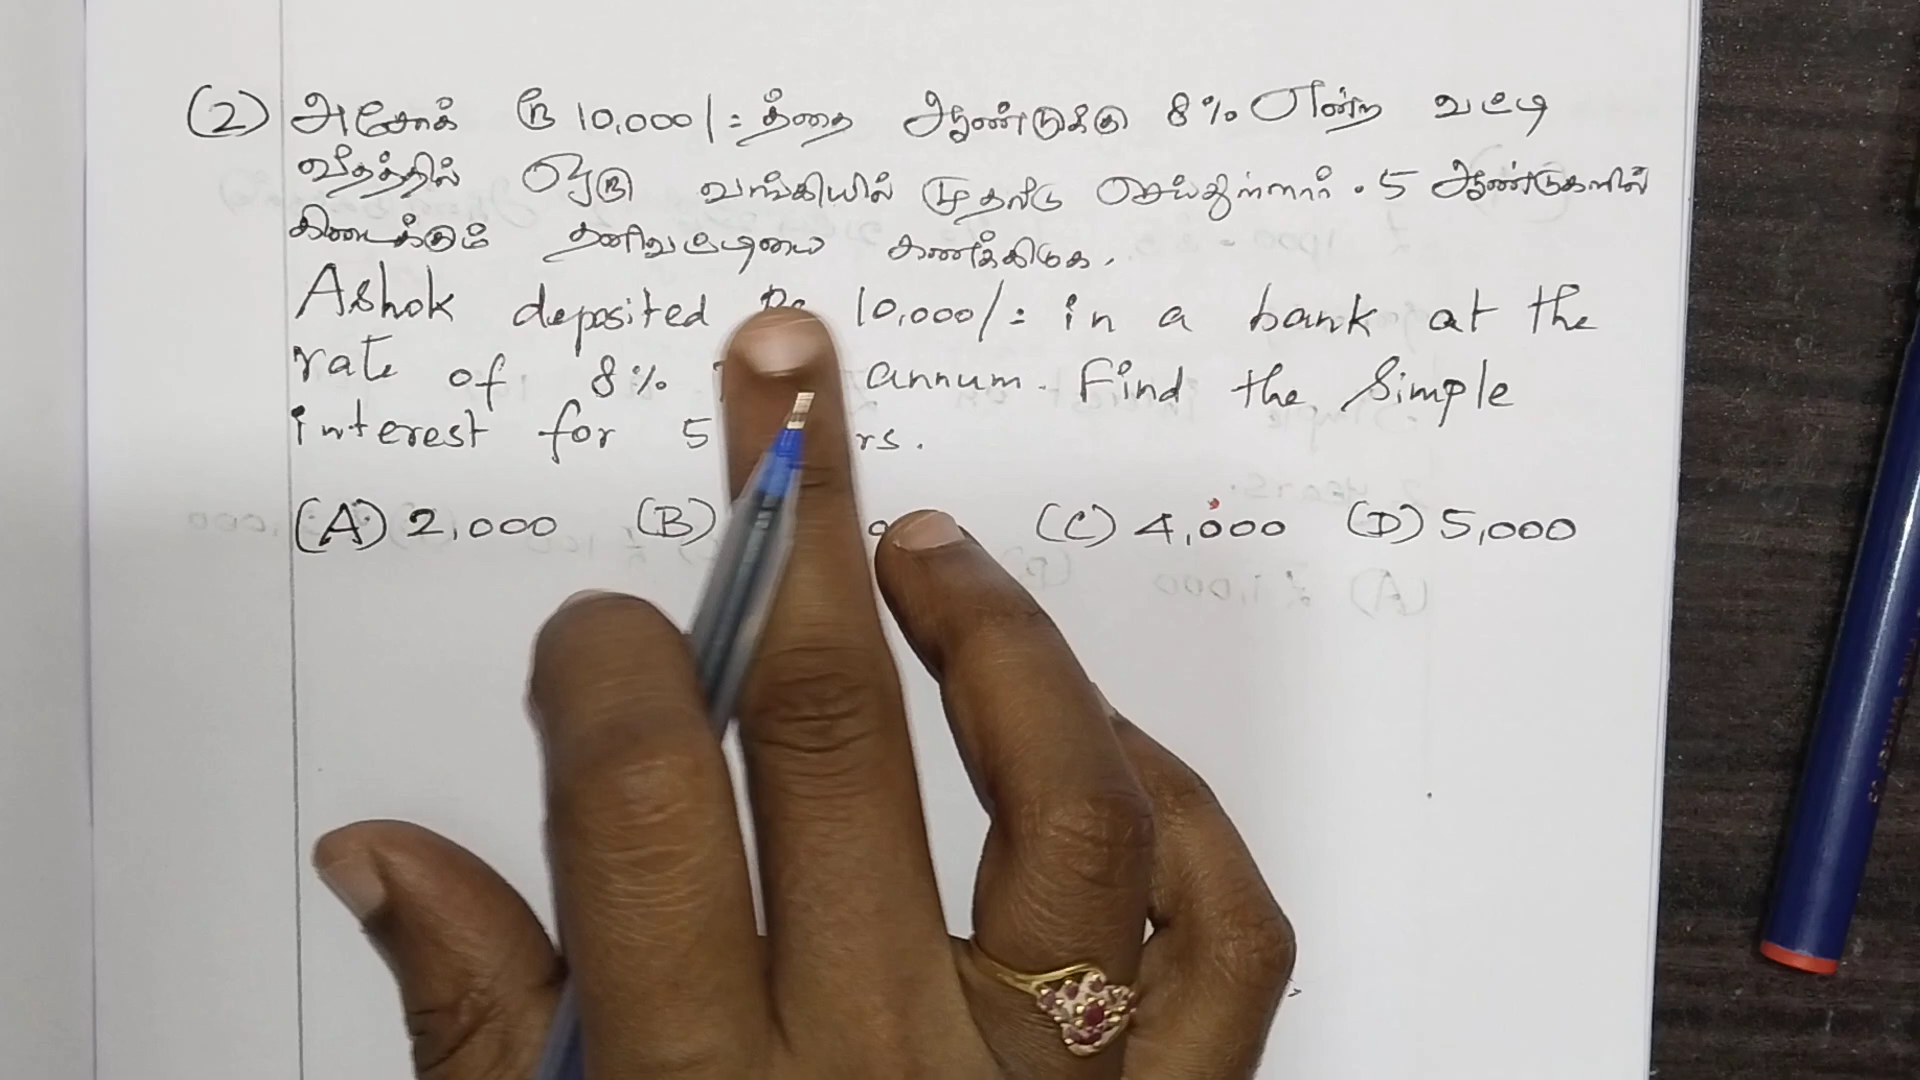 (2) அசோக் ரூ 10,000/= த்தை ஆண்டுக்கு 8% என்ற வட்டி
வீதத்தில் ஒரு வங்கியில் முதலீடு செய்துள்ளார். 5 ஆண்டுகளில்
கிடைக்கும் தனிவட்டியை கணக்கிடுக.
Ashok deposited Rs 10,000/= in a bank at the
rate of 8% annum. Find the Simple
interest for 5
(A) 2,000 (B) (C) 4,000 (D) 5,000